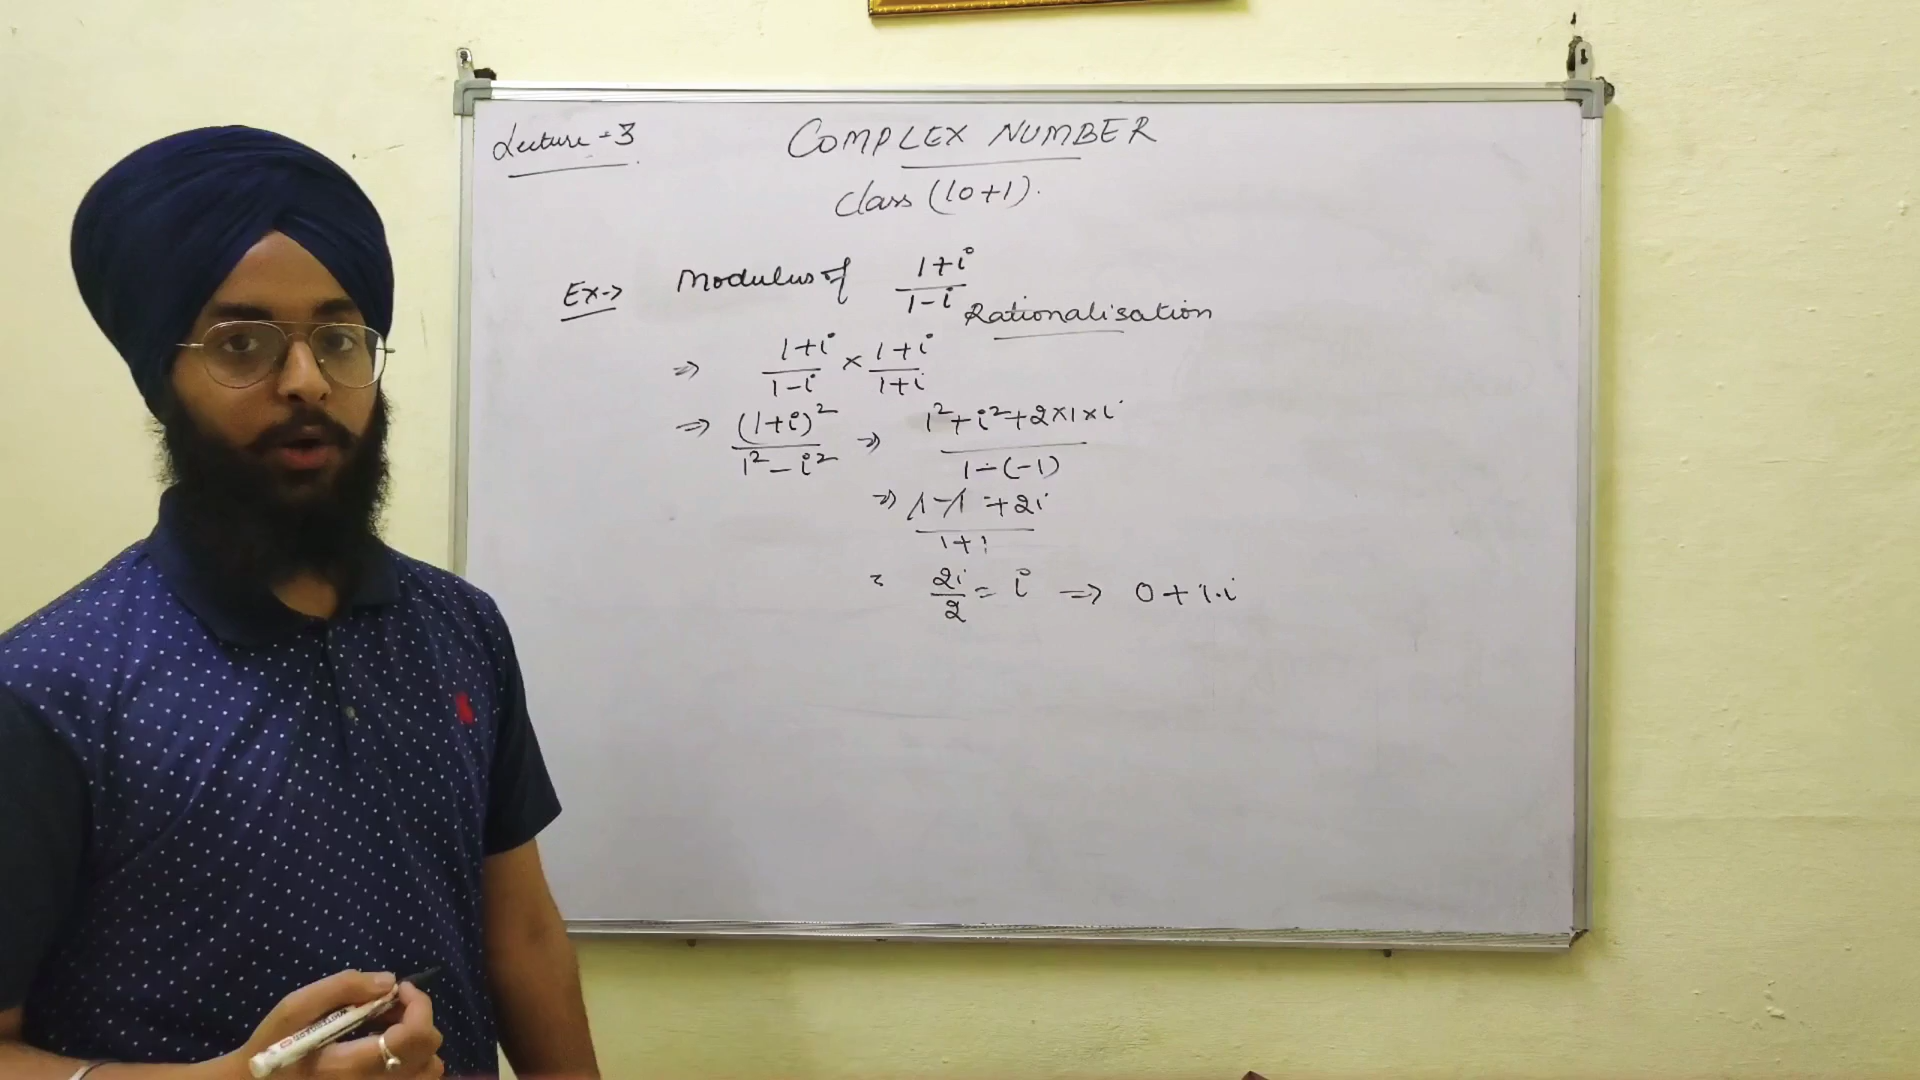 Lecture - 3
COMPLEX NUMBER
Class (10+1).
Ex-> Modulus of (1+i)/(1-i)
Rationalisation
=> (1+i)/(1-i) × (1+i)/(1+i)
=> (1+i)²/(1²-i²) => (1²+i²+2×1×i)/(1-(-1))
=> (1-1+2i)/(1+1)
= 2i/2 = i => 0+1.i
WHITEBOARD